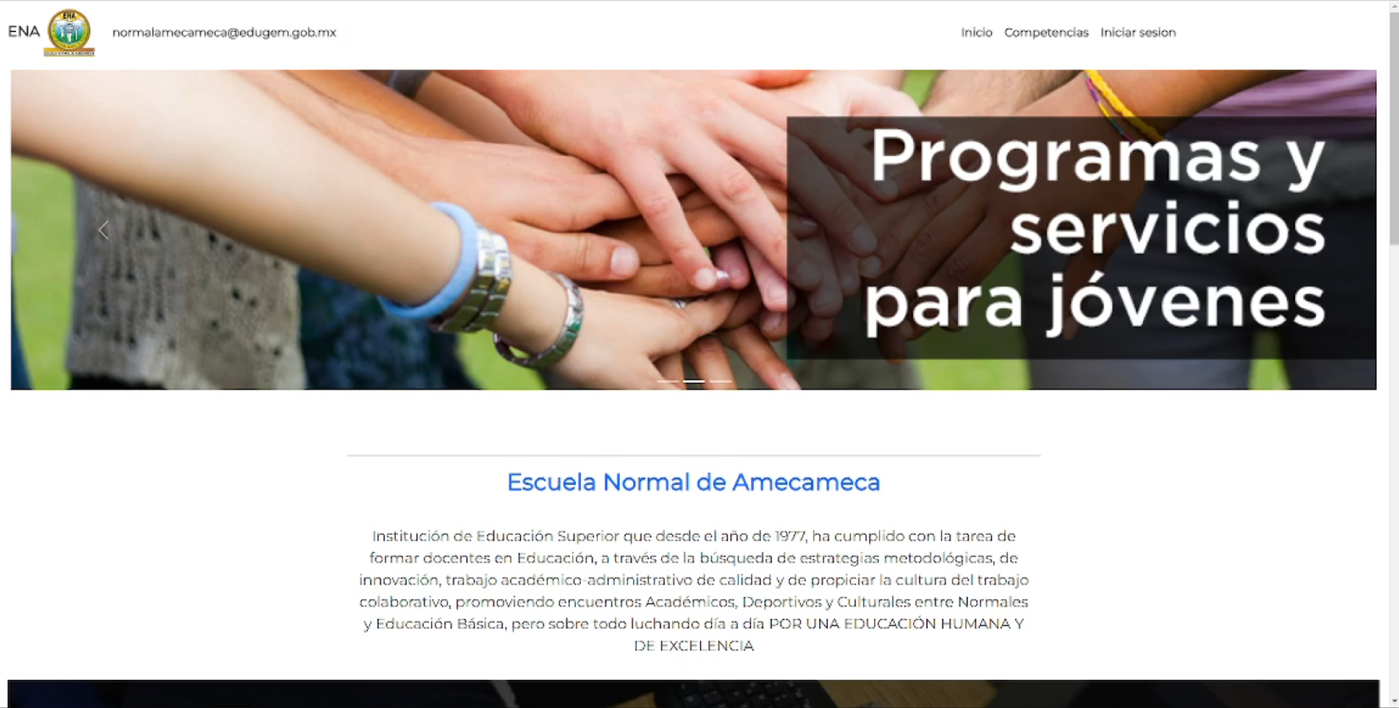 ENA
ENA
normalamecameca@edugem.gob.mx
Inicio Competencias Iniciar sesion
Programas y
servicios
para jóvenes
Escuela Normal de Amecameca
Institución de Educación Superior que desde el año de 1977, ha cumplido con la tarea de
formar docentes en Educación, a través de la búsqueda de estrategias metodológicas, de
innovación, trabajo académico-administrativo de calidad y de propiciar la cultura del trabajo
colaborativo, promoviendo encuentros Académicos, Deportivos y Culturales entre Normales
y Educación Básica, pero sobre todo luchando día a día POR UNA EDUCACIÓN HUMANA Y
DE EXCELENCIA